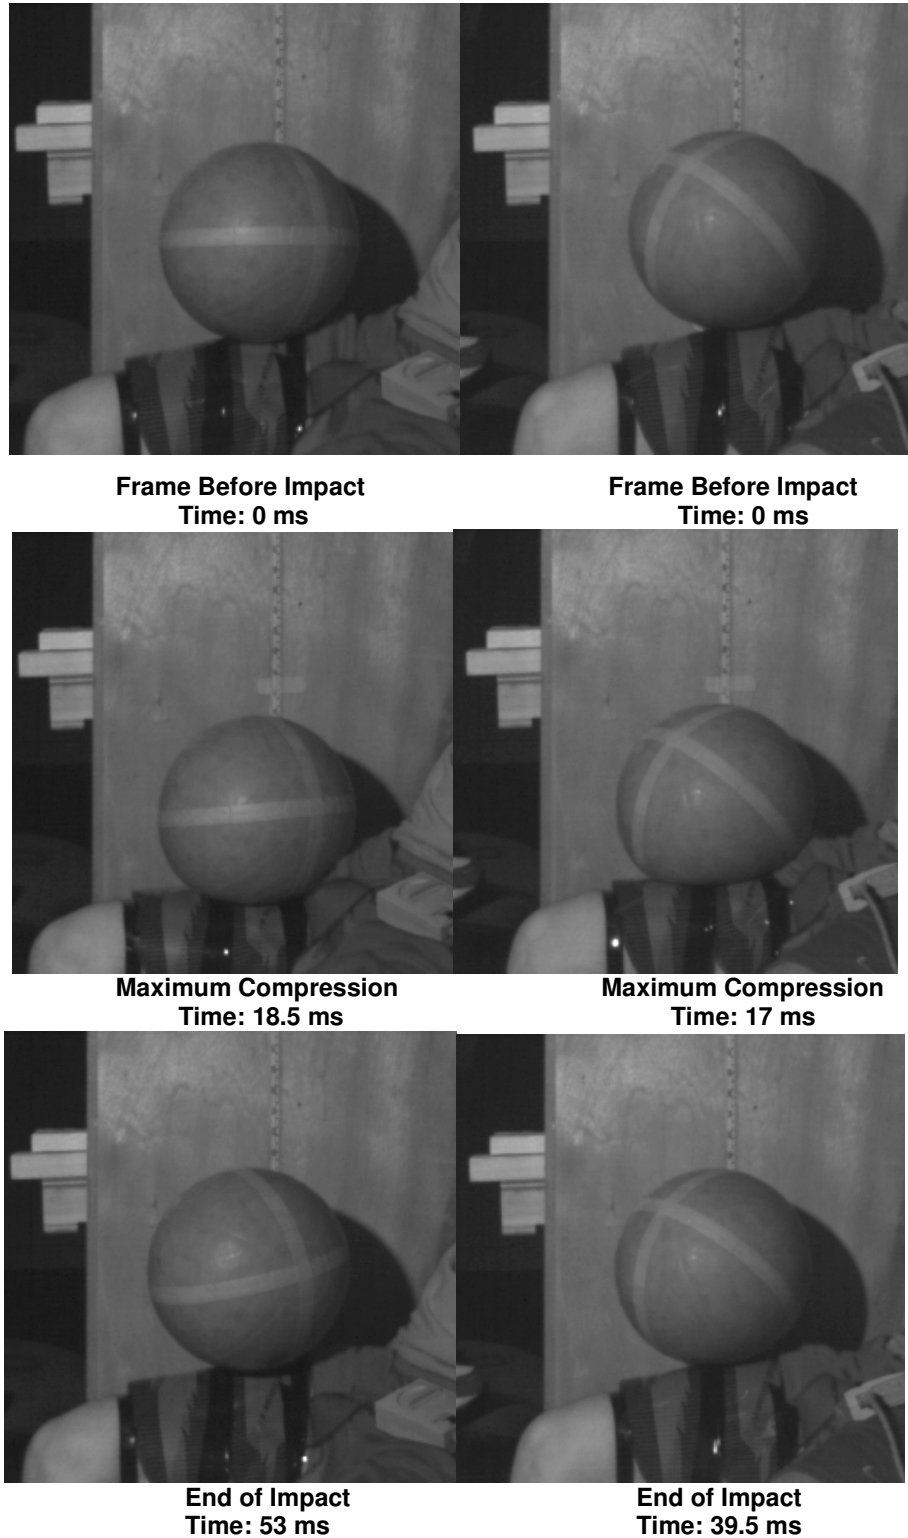 Frame Before Impact
Time: 0 ms
Frame Before Impact
Time: 0 ms
Maximum Compression
Time: 18.5 ms
Maximum Compression
Time: 17 ms
End of Impact
Time: 53 ms
End of Impact
Time: 39.5 ms